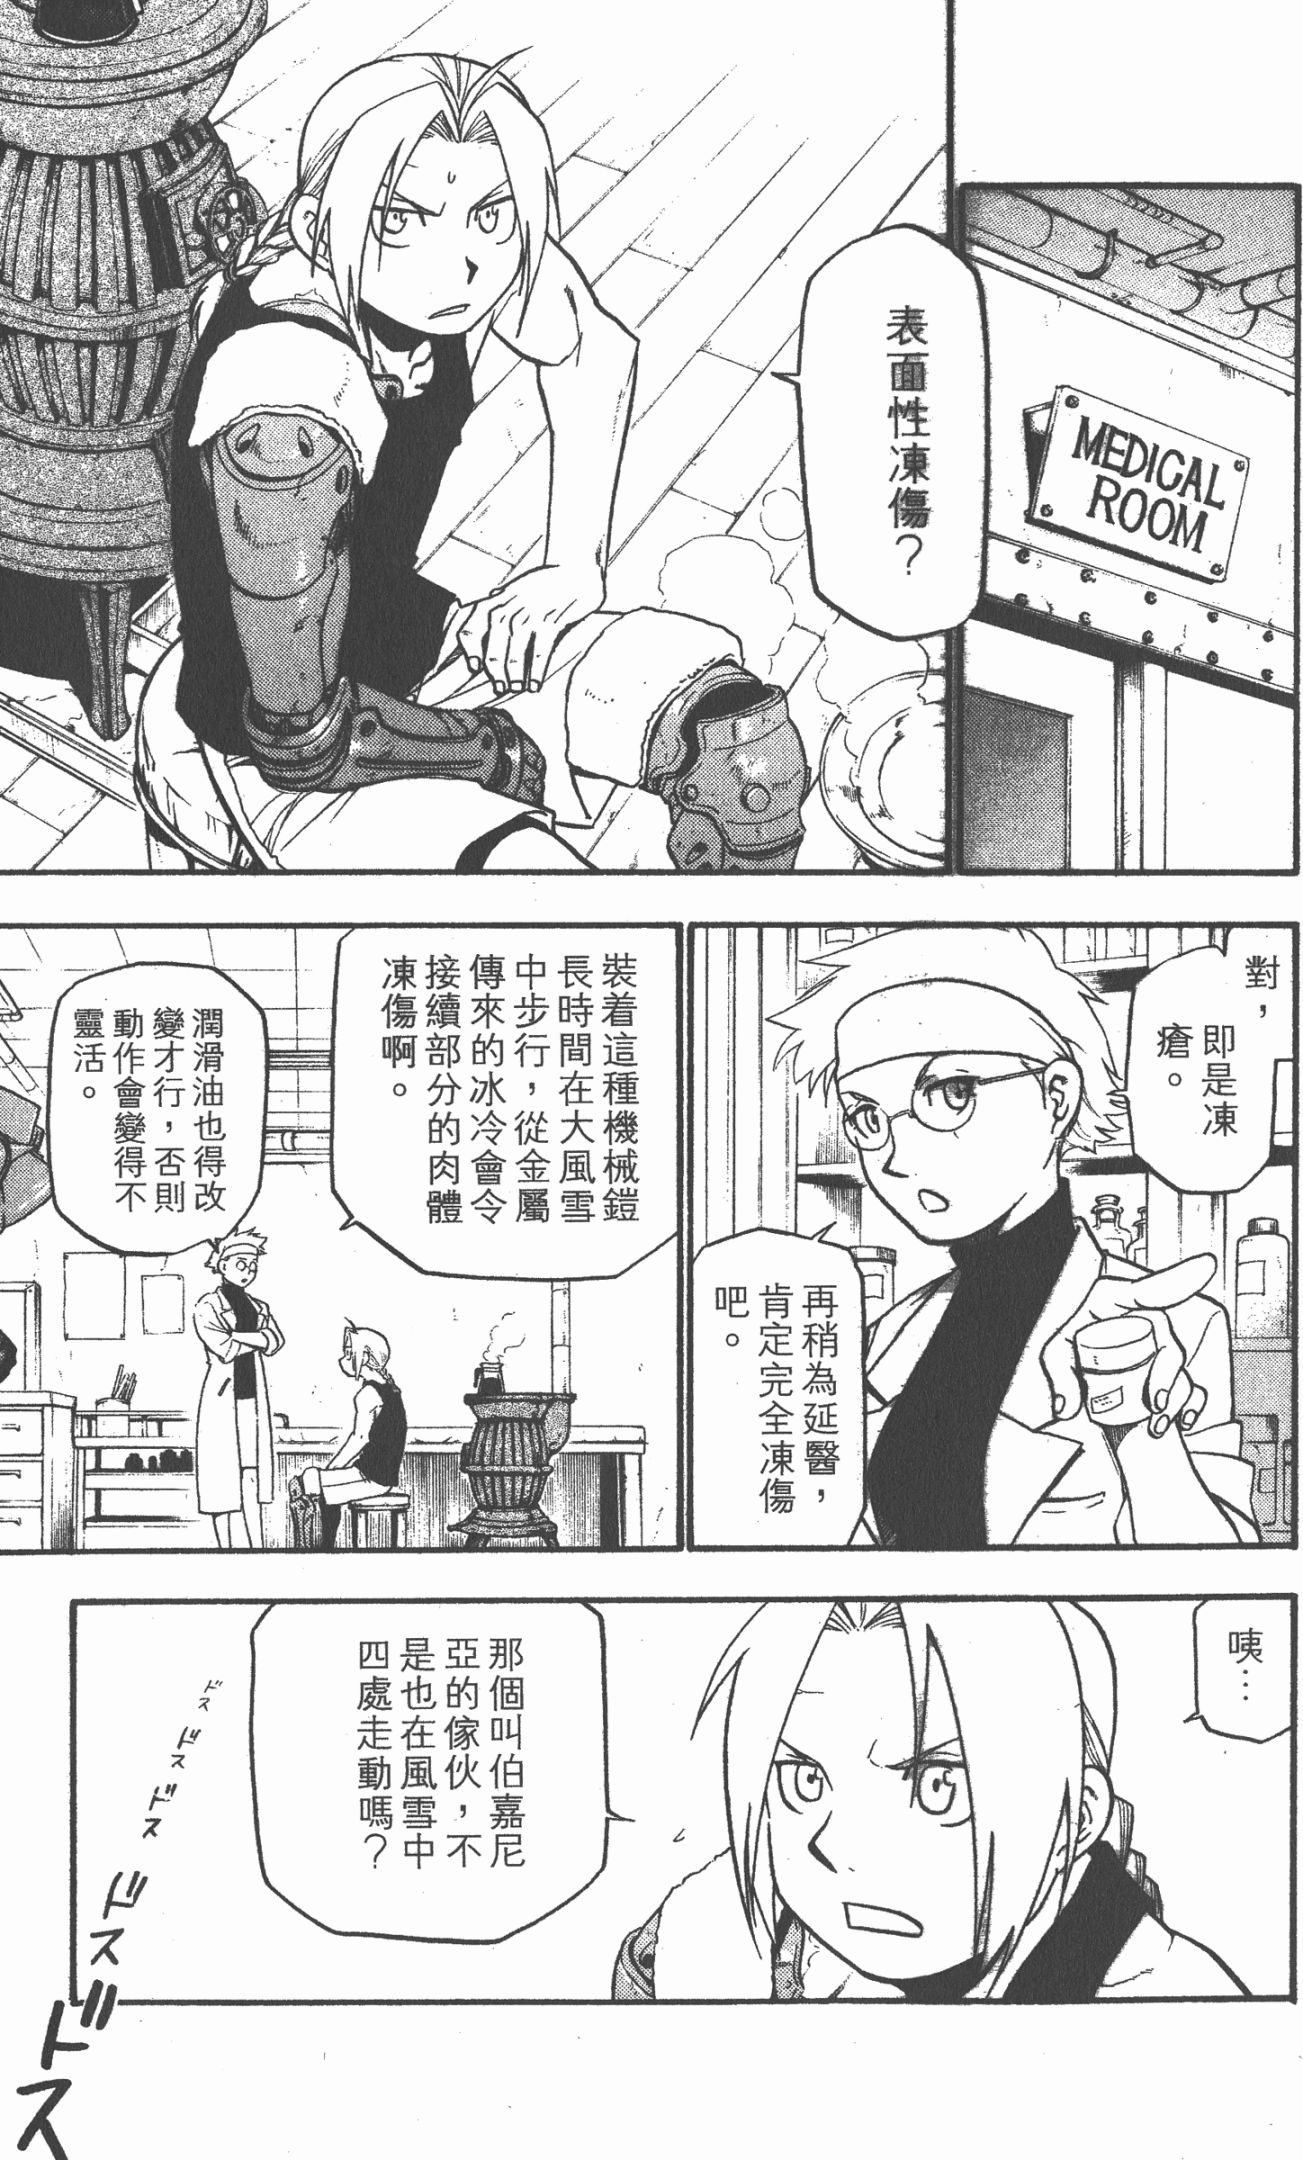 MEDICAL
ROOM
表面性凍傷？
對，
即是凍
瘡。
再稍為延醫，
肯定完全凍傷
吧。
裝着這種機械鎧
長時間在大風雪
中步行，從金屬
傳來的冰冷會令
接續部分的肉體
凍傷啊。
潤滑油也得改
變才行，否則
動作會變得不
靈活。
咦…
那個叫伯嘉尼
亞的傢伙，不
是也在風雪中
四處走動嗎？
ドス
ドス
ドス
ドス
ドス